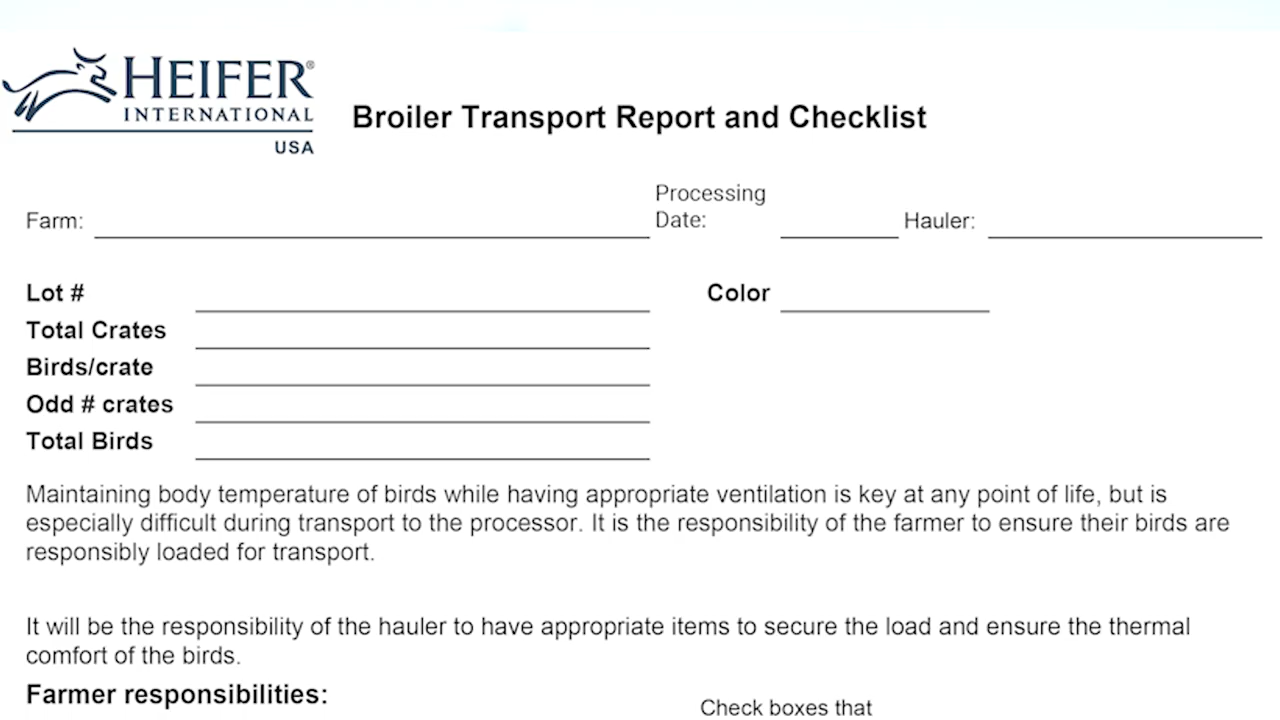 HEIFER®
INTERNATIONAL
USA
Broiler Transport Report and Checklist
Farm:
Processing
Date:
Hauler:
Lot #
Color
Total Crates
Birds/crate
Odd # crates
Total Birds
Maintaining body temperature of birds while having appropriate ventilation is key at any point of life, but is
especially difficult during transport to the processor. It is the responsibility of the farmer to ensure their birds are
responsibly loaded for transport.
It will be the responsibility of the hauler to have appropriate items to secure the load and ensure the thermal
comfort of the birds.
Farmer responsibilities:
Check boxes that